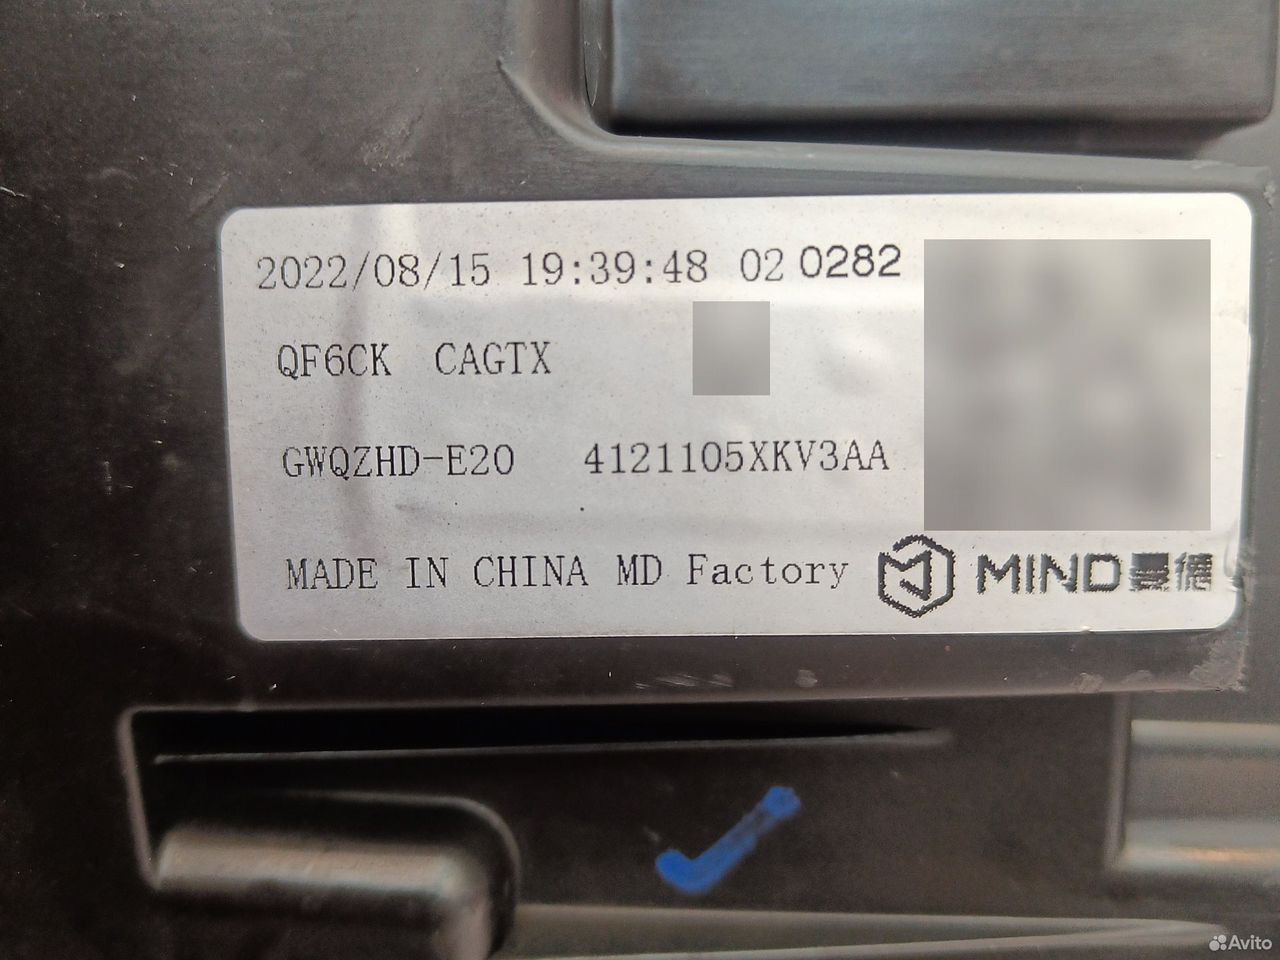 2022/08/15 19:39:48 02 0282
QF6CK CAGTX
GWQZHD-E20 4121105XKV3AA
MADE IN CHINA MD Factory MIND曼德
Avito